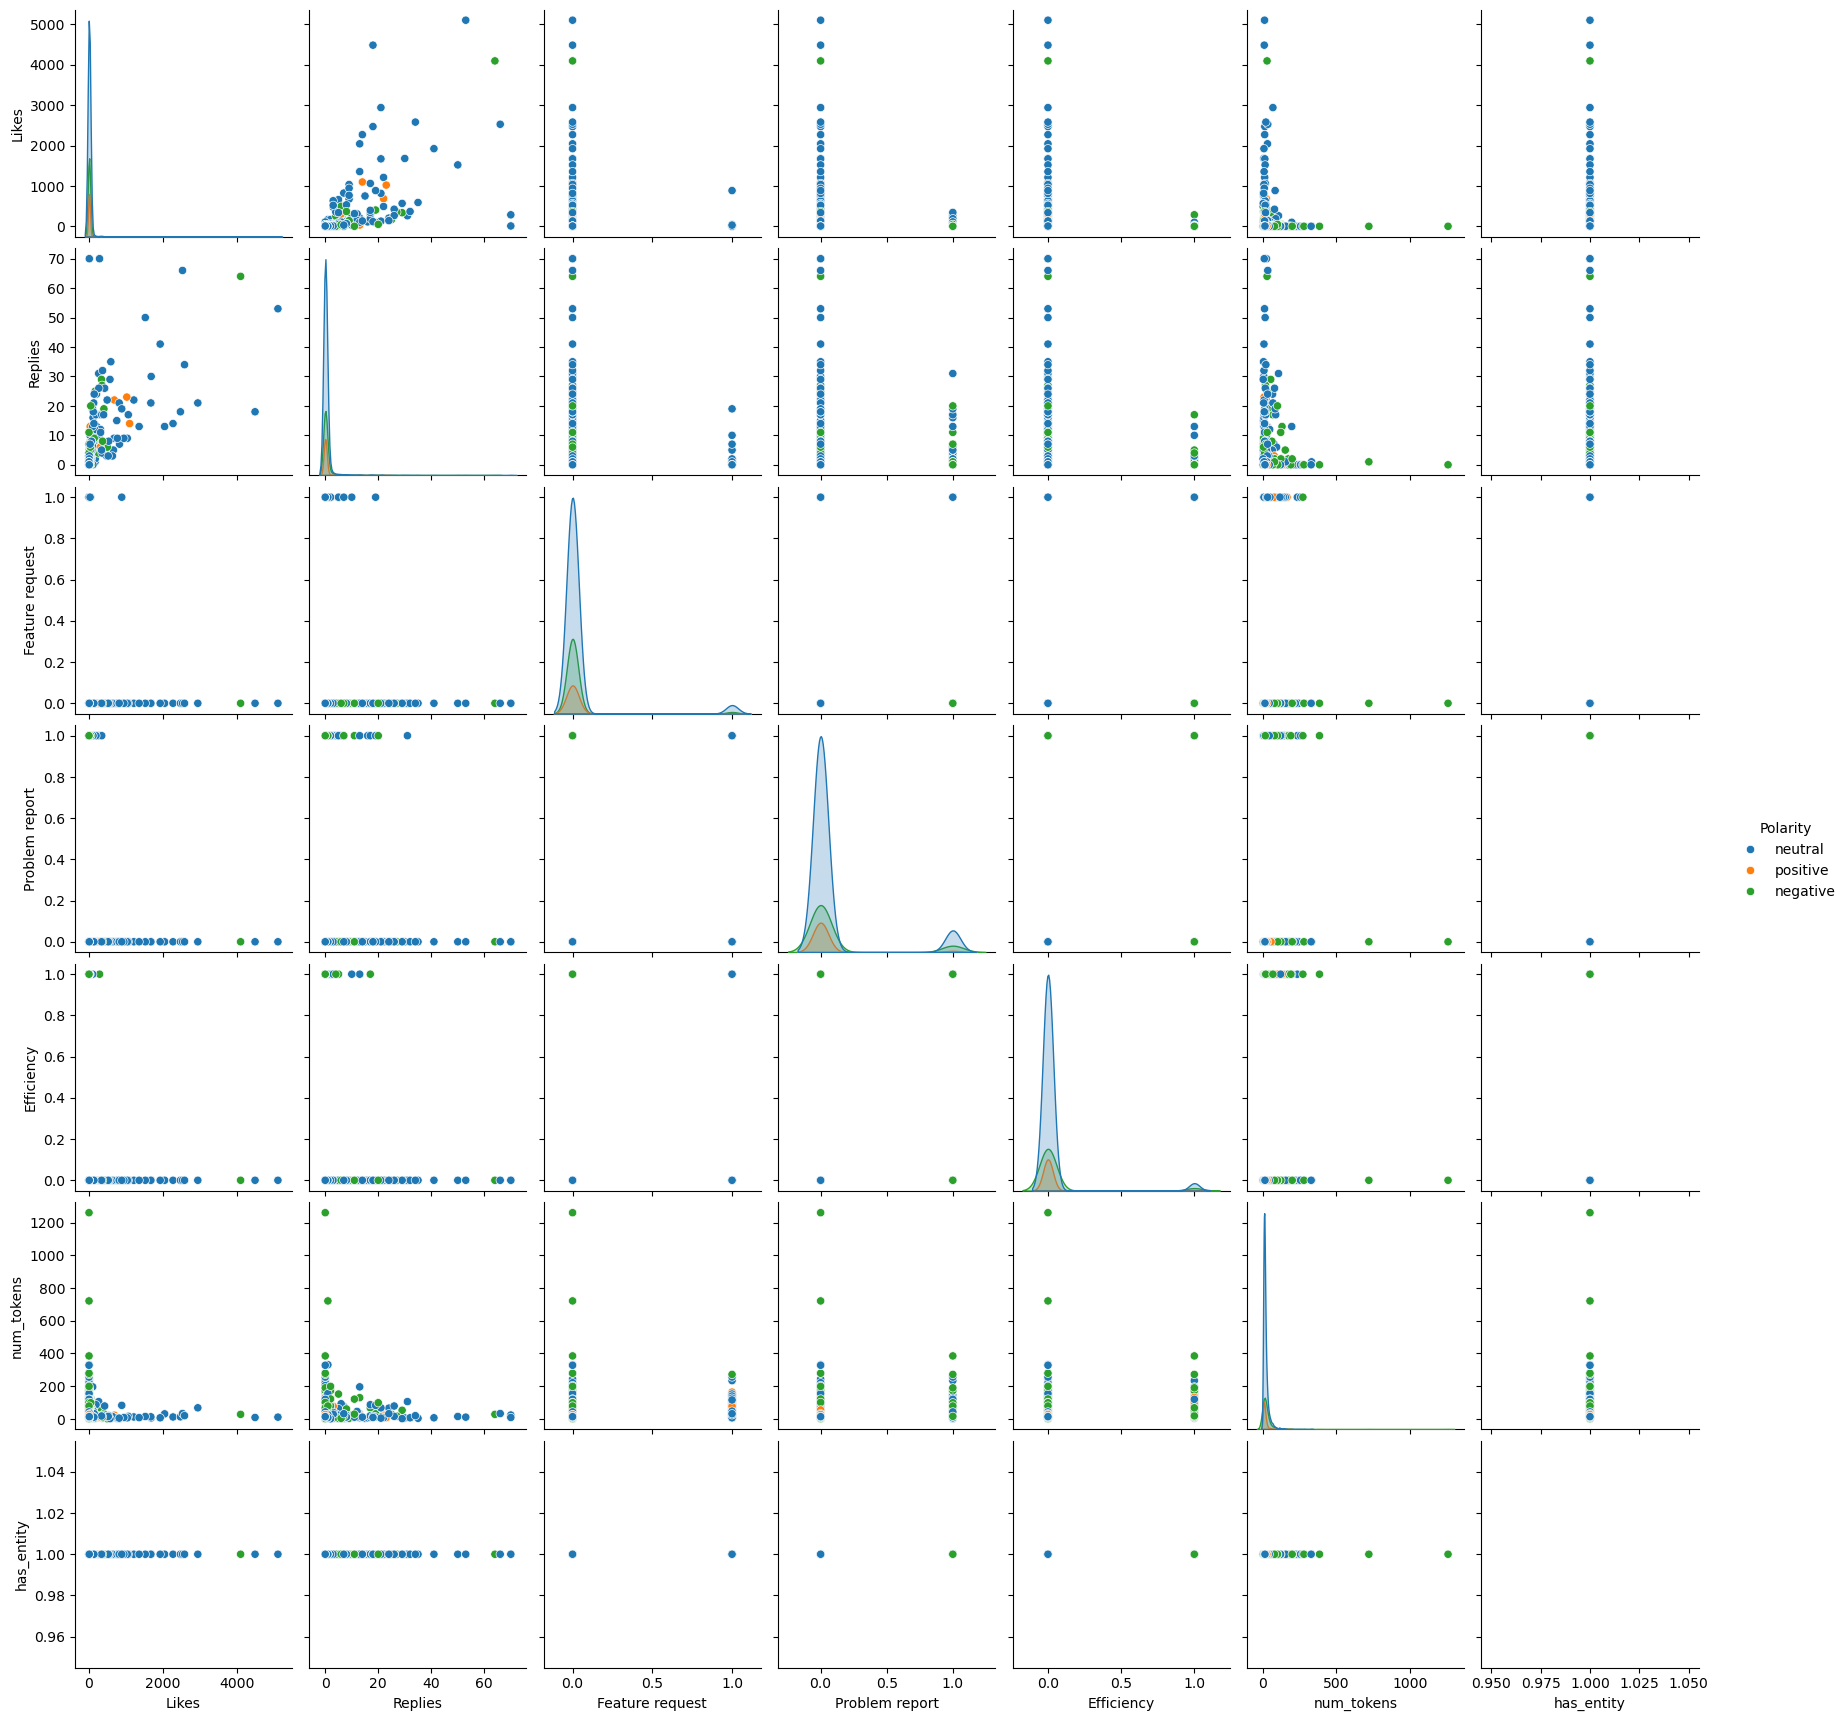 5000
4000
3000
2000
1000
0
Likes
70
60
50
40
30
20
10
0
Replies
1.0
0.8
0.6
0.4
0.2
0.0
Feature request
1.0
0.8
0.6
0.4
0.2
0.0
Problem report
Polarity
neutral
positive
negative
1.0
0.8
0.6
0.4
0.2
0.0
Efficiency
1200
1000
800
600
400
200
0
num_tokens
1.04
1.02
1.00
0.98
0.96
has_entity
0 2000 4000
0 20 40 60
0.0 0.5 1.0
0.0 0.5 1.0
0.0 0.5 1.0
0 500 1000
0.950 0.975 1.000 1.025 1.050
Likes
Replies
Feature request
Problem report
Efficiency
num_tokens
has_entity